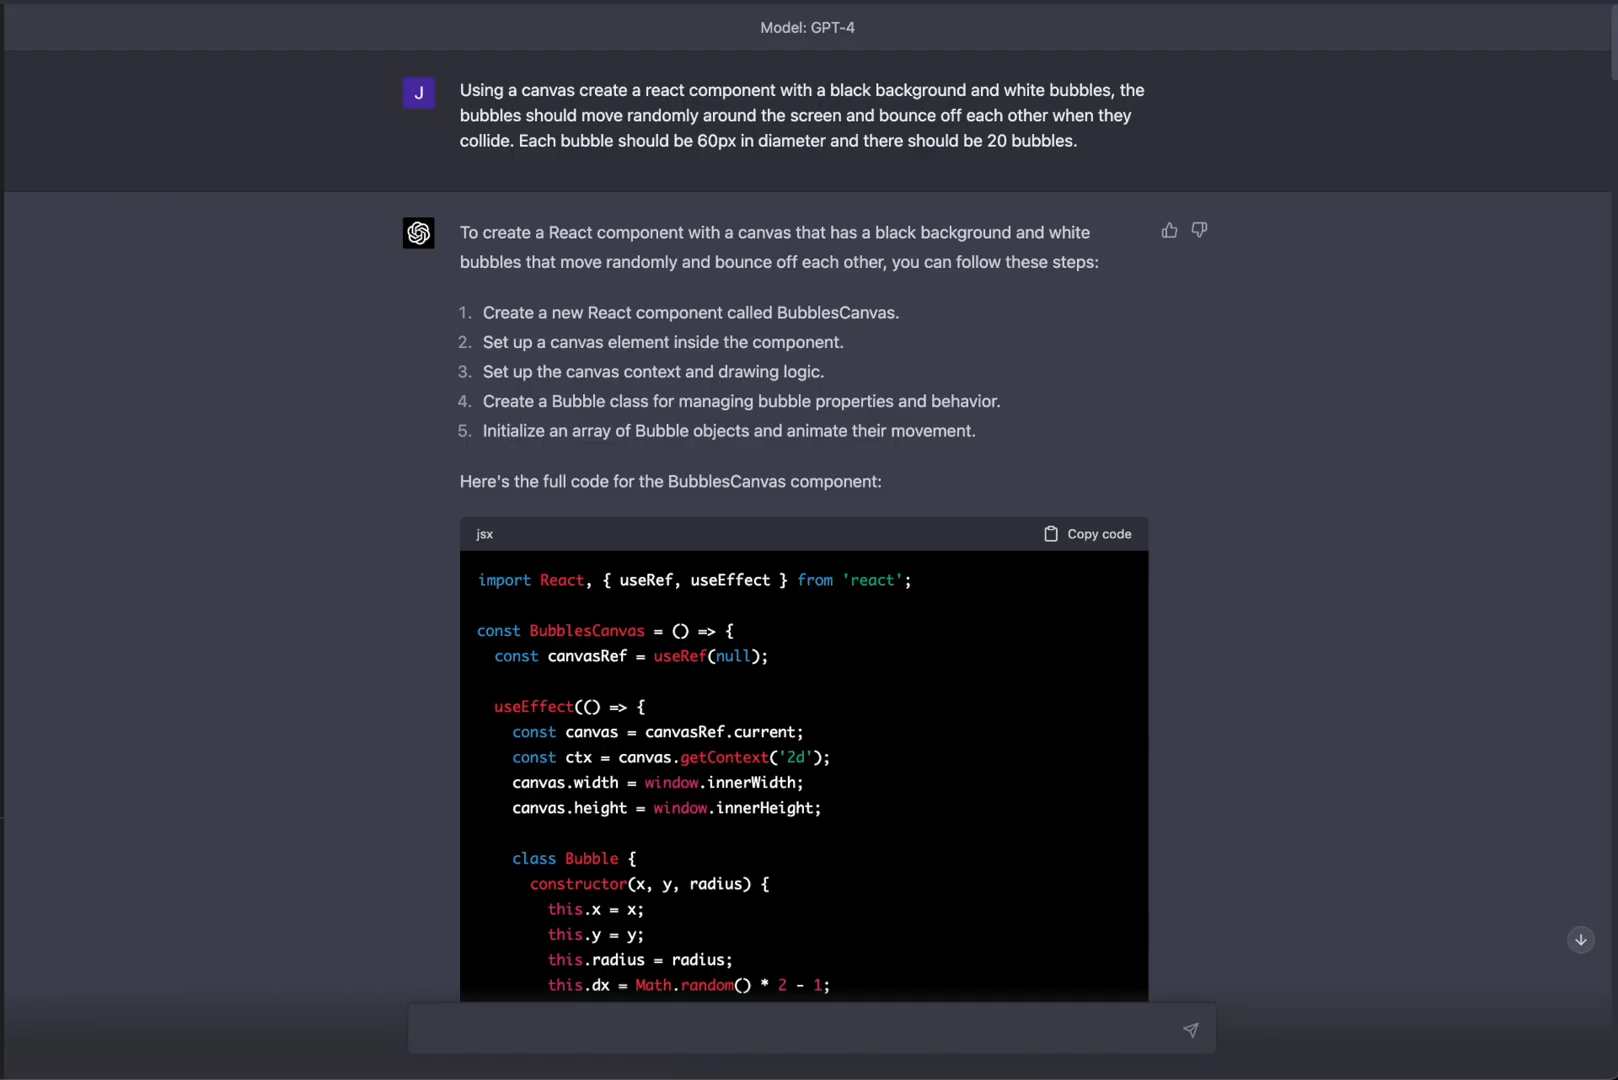 Model: GPT-4
J
Using a canvas create a react component with a black background and white bubbles, the
bubbles should move randomly around the screen and bounce off each other when they
collide. Each bubble should be 60px in diameter and there should be 20 bubbles.
To create a React component with a canvas that has a black background and white
bubbles that move randomly and bounce off each other, you can follow these steps:
1. Create a new React component called BubblesCanvas.
2. Set up a canvas element inside the component.
3. Set up the canvas context and drawing logic.
4. Create a Bubble class for managing bubble properties and behavior.
5. Initialize an array of Bubble objects and animate their movement.
Here's the full code for the BubblesCanvas component:
jsx Copy code
import React, { useRef, useEffect } from 'react';
const BubblesCanvas = () => {
const canvasRef = useRef(null);
useEffect(() => {
const canvas = canvasRef.current;
const ctx = canvas.getContext('2d');
canvas.width = window.innerWidth;
canvas.height = window.innerHeight;
class Bubble {
constructor(x, y, radius) {
this.x = x;
this.y = y;
this.radius = radius;
this.dx = Math.random() * 2 - 1;